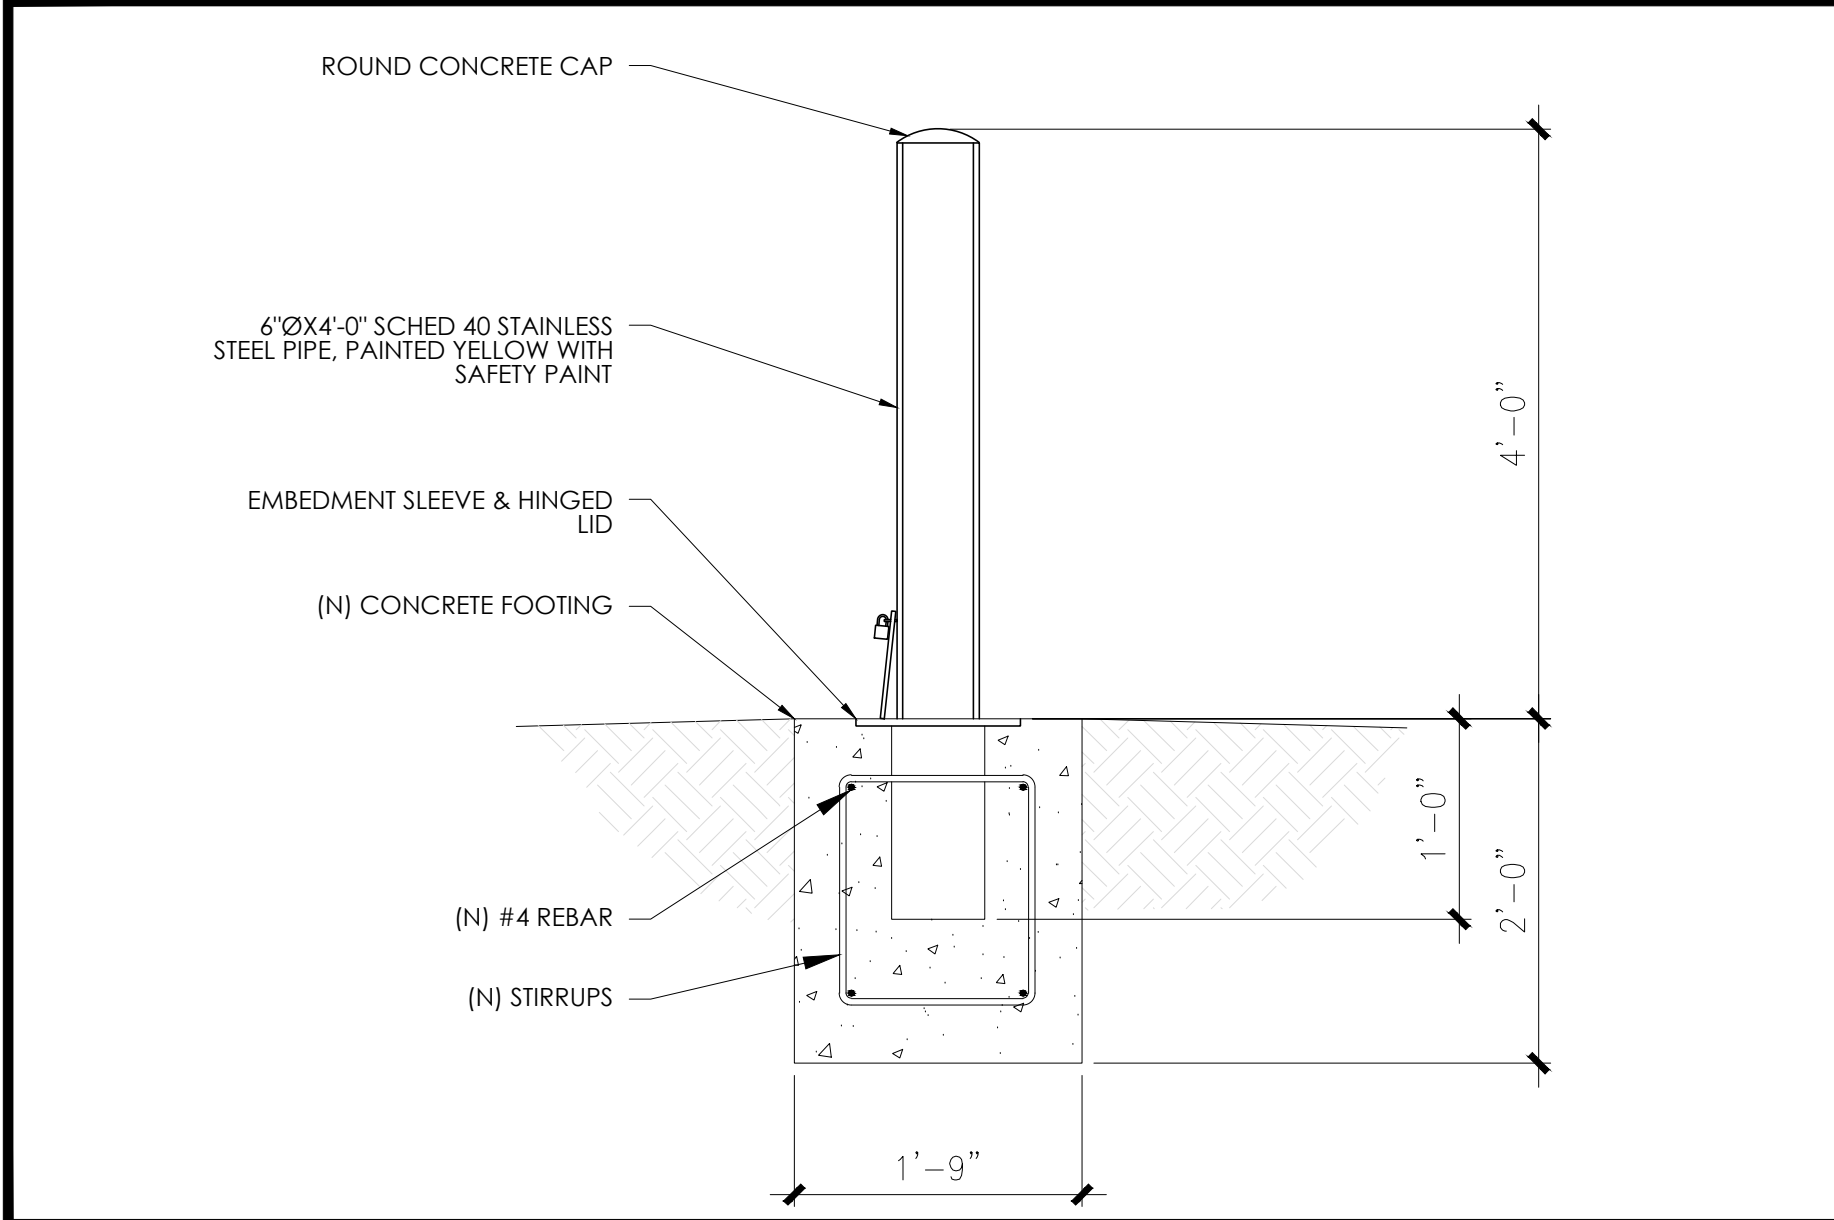 ROUND CONCRETE CAP
6"ØX4'-0" SCHED 40 STAINLESS
STEEL PIPE, PAINTED YELLOW WITH
SAFETY PAINT
EMBEDMENT SLEEVE & HINGED
LID
(N) CONCRETE FOOTING
(N) #4 REBAR
(N) STIRRUPS
4'-0"
1'-0"
2'-0"
1'-9"